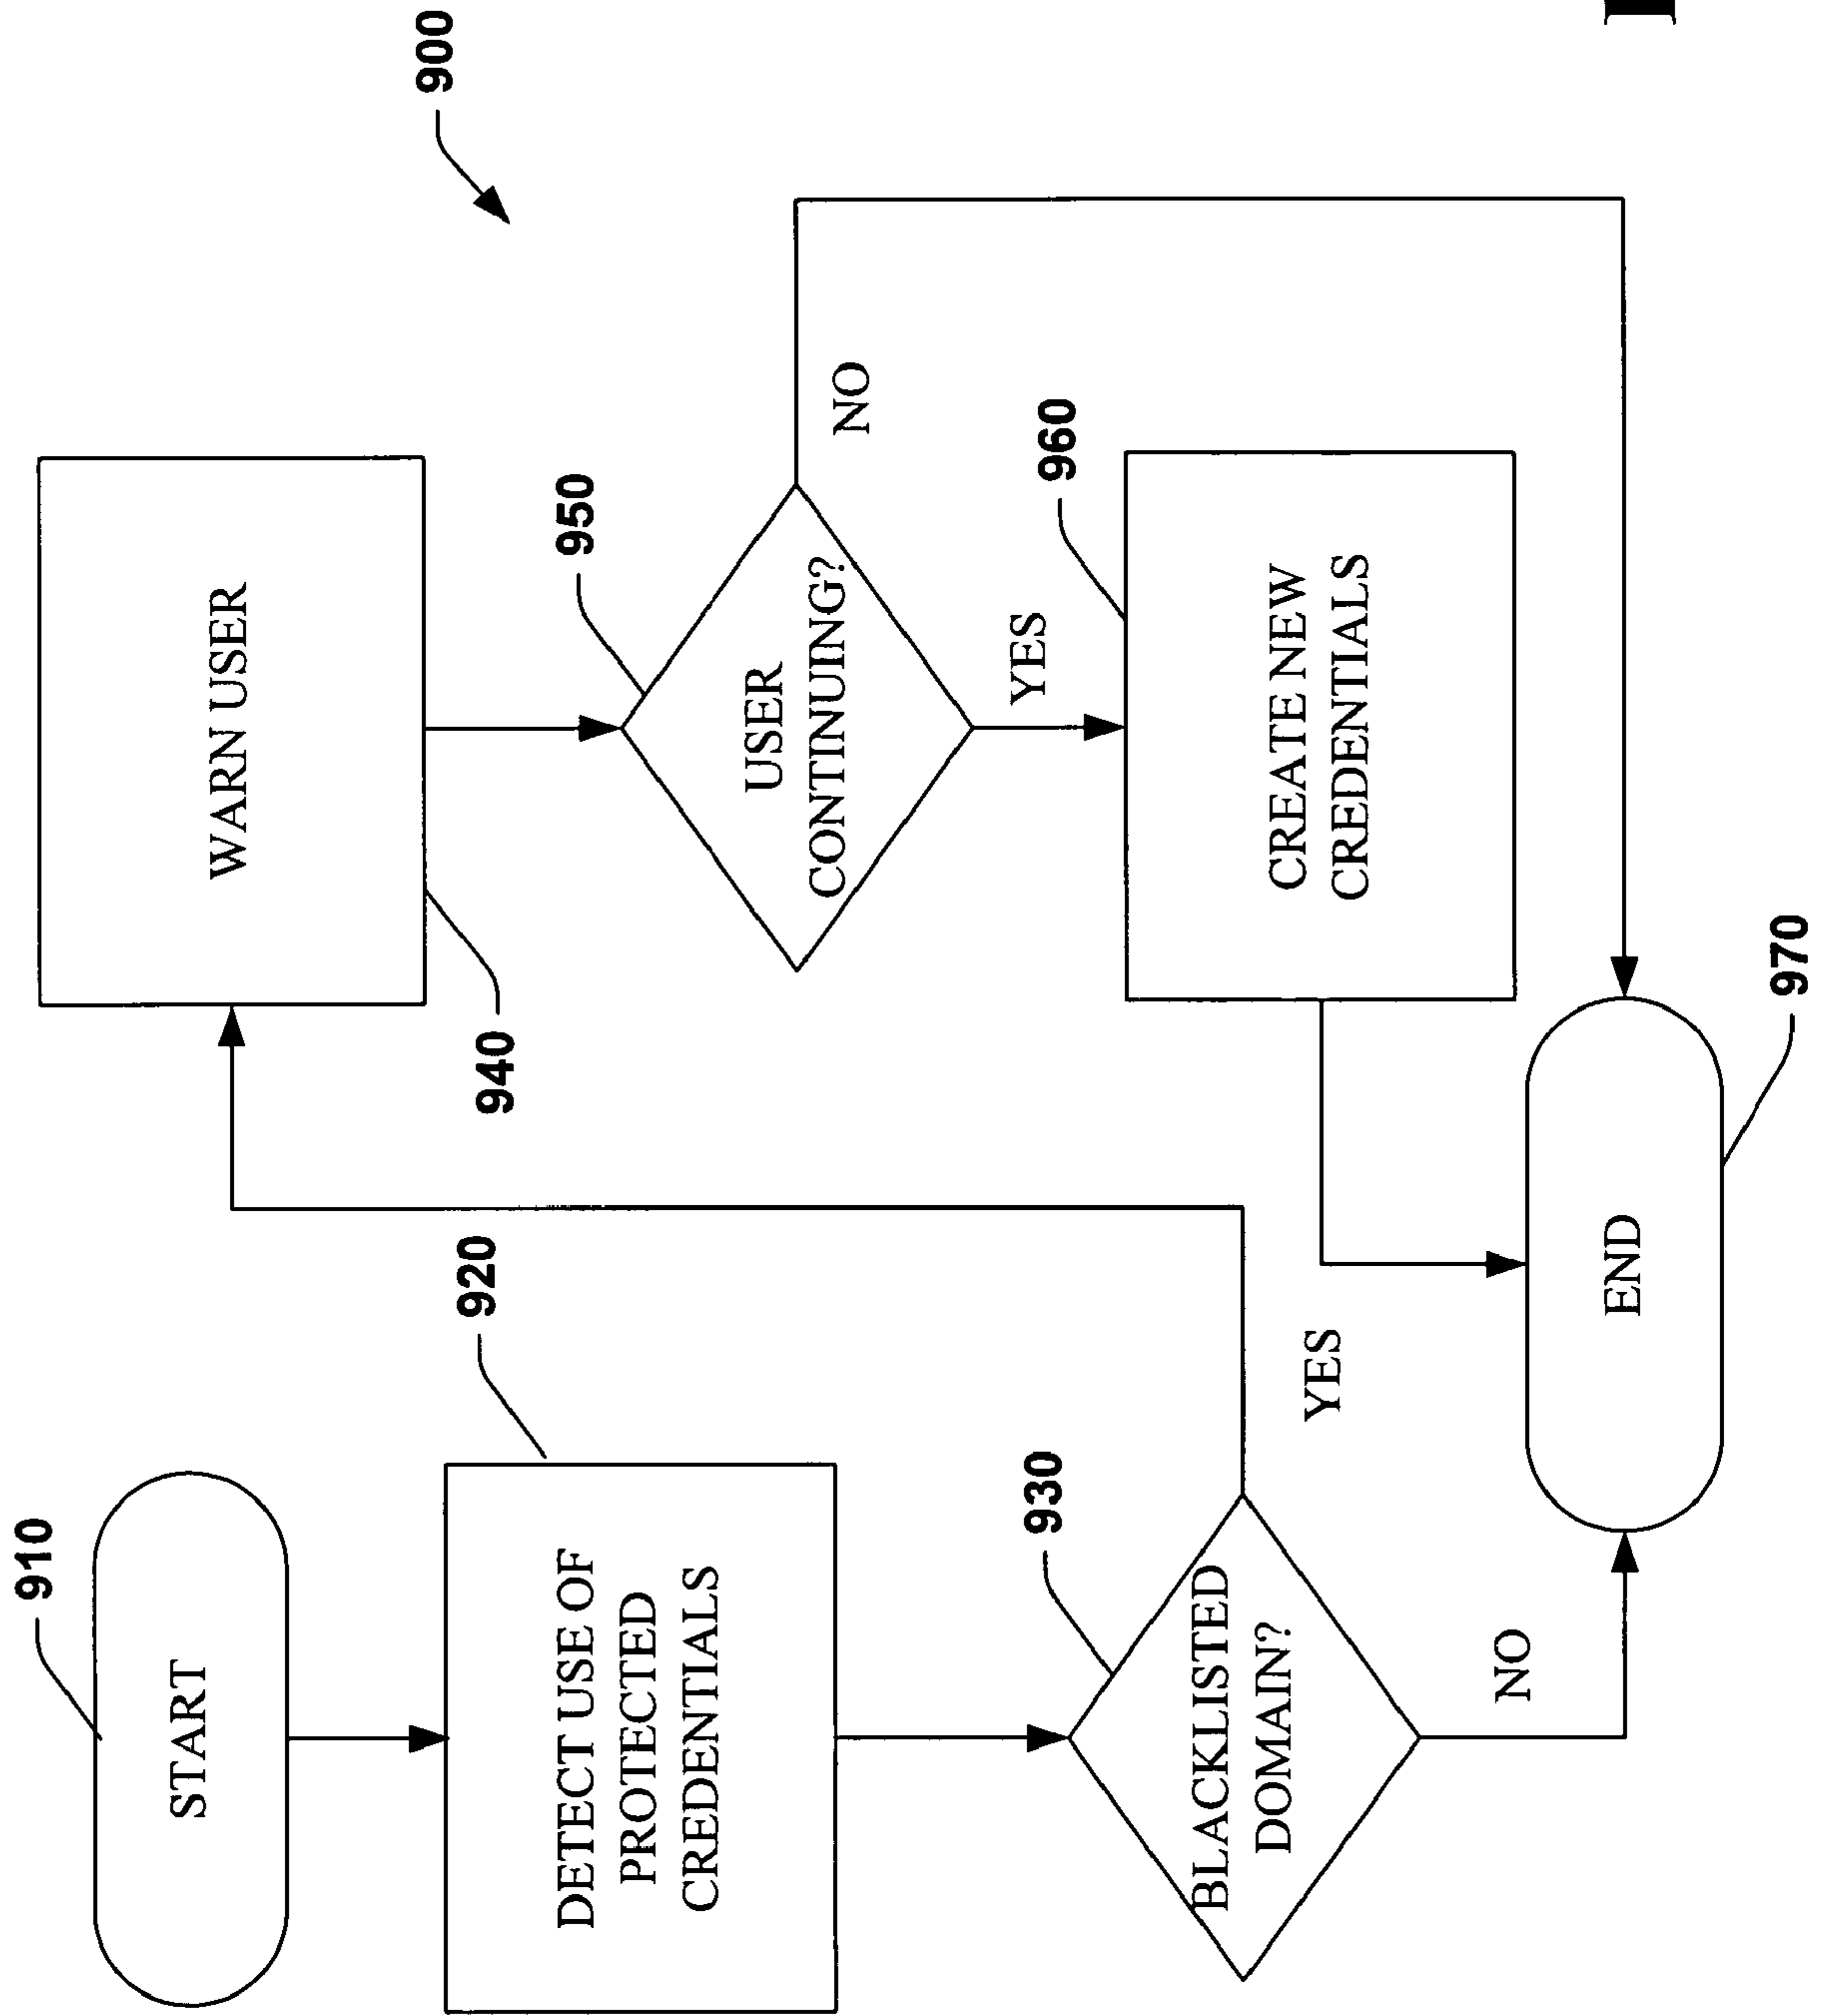 910
START
920
DETECT USE OF
PROTECTED
CREDENTIALS
930
BLACKLISTED
DOMAIN?
YES
NO
900
WARN USER
940
950
USER
CONTINUING?
NO
YES
960
CREATE NEW
CREDENTIALS
END
970